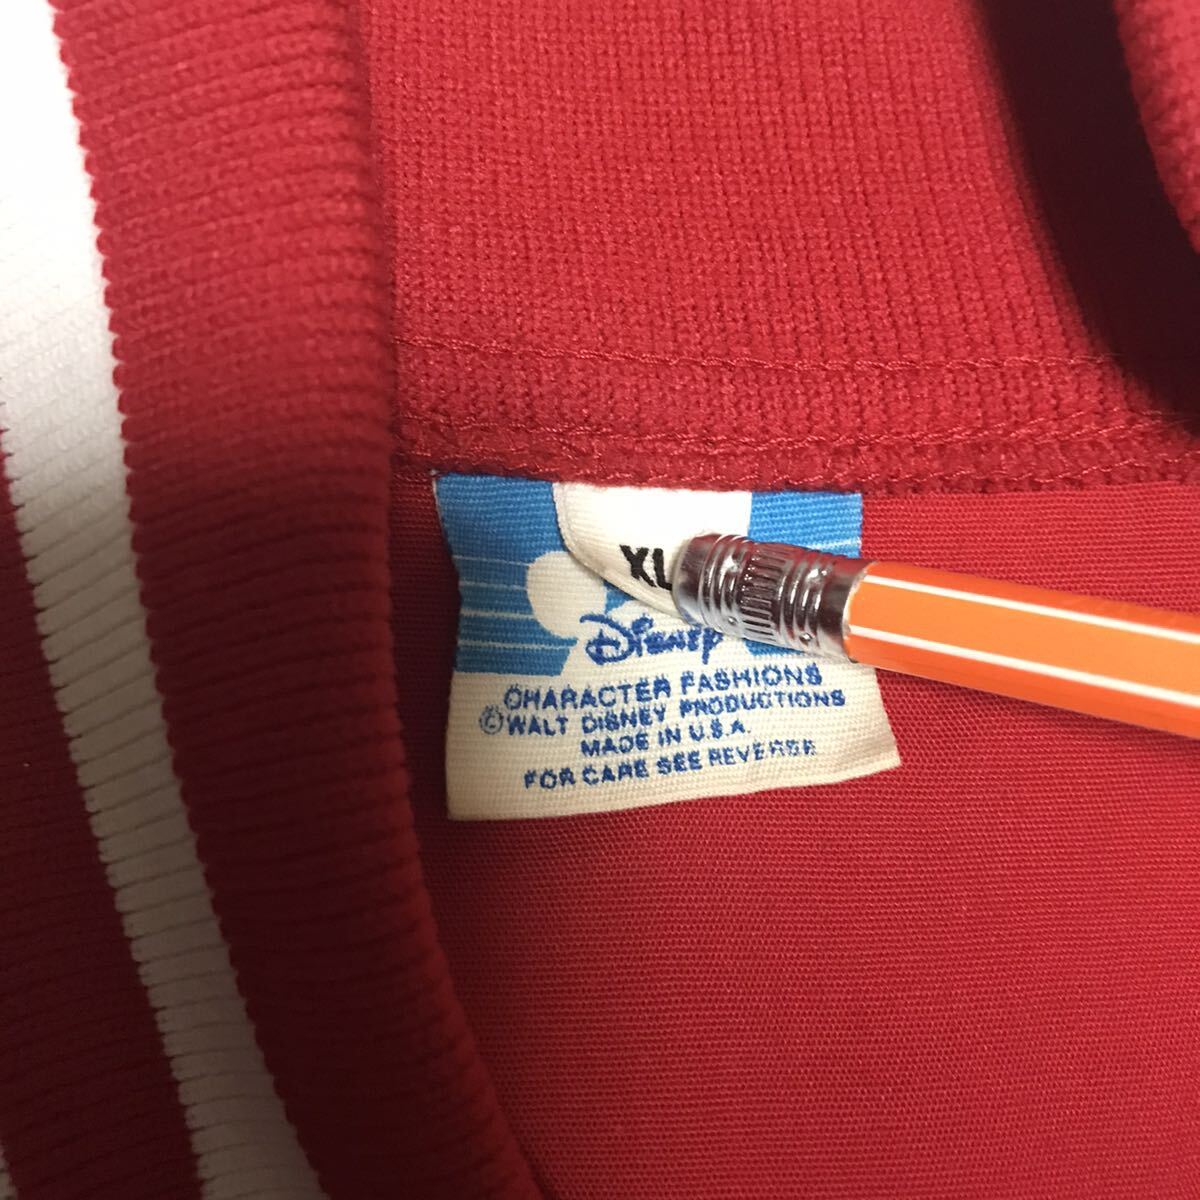 XL
Disney
CHARACTER FASHIONS
© WALT DISNEY PRODUCTIONS
MADE IN U.S.A.
FOR CARE SEE REVERSE